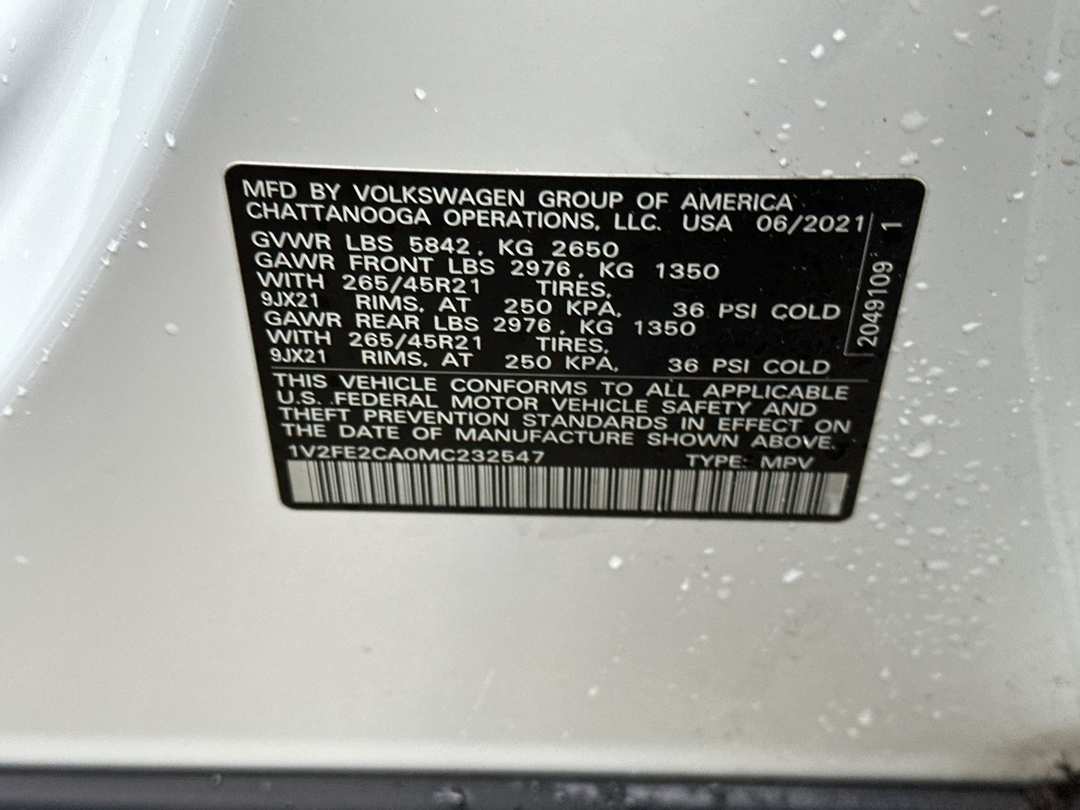 MFD BY VOLKSWAGEN GROUP OF AMERICA
CHATTANOOGA OPERATIONS, LLC. USA 06/2021
GVWR LBS 5842, KG 2650
GAWR FRONT LBS 2976, KG 1350
WITH 265/45R21 TIRES,
9JX21 RIMS, AT 250 KPA, 36 PSI COLD
GAWR REAR LBS 2976, KG 1350
WITH 265/45R21 TIRES,
9JX21 RIMS, AT 250 KPA, 36 PSI COLD
2049109 1
THIS VEHICLE CONFORMS TO ALL APPLICABLE
U.S. FEDERAL MOTOR VEHICLE SAFETY AND
THEFT PREVENTION STANDARDS IN EFFECT ON
THE DATE OF MANUFACTURE SHOWN ABOVE.
1V2FE2CA0MC232547 TYPE: MPV